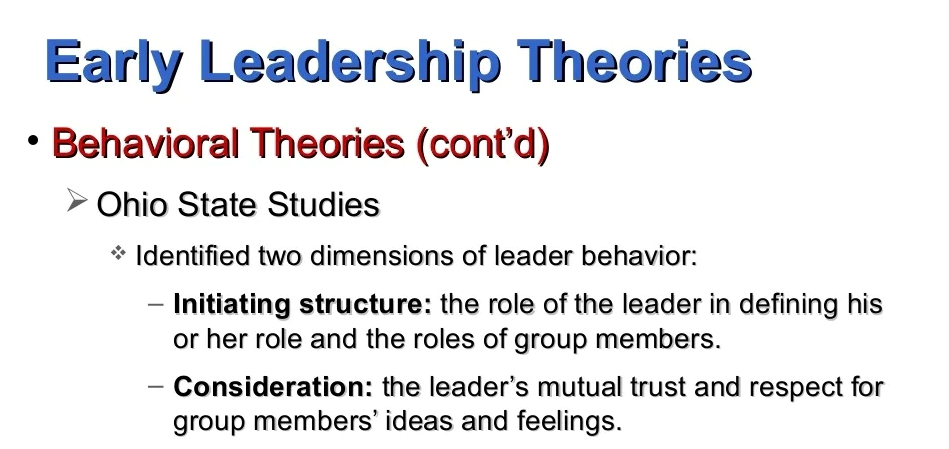 Early Leadership Theories
• Behavioral Theories (cont’d)
➢ Ohio State Studies
❖ Identified two dimensions of leader behavior:
– Initiating structure: the role of the leader in defining his
or her role and the roles of group members.
– Consideration: the leader’s mutual trust and respect for
group members’ ideas and feelings.